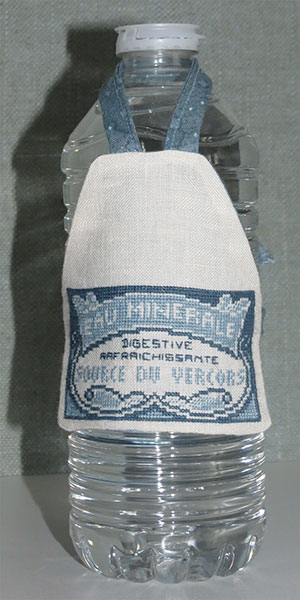 EAU MINERALE
DIGESTIVE
RAFRAICHISSANTE
SOURCE DU VERCORS